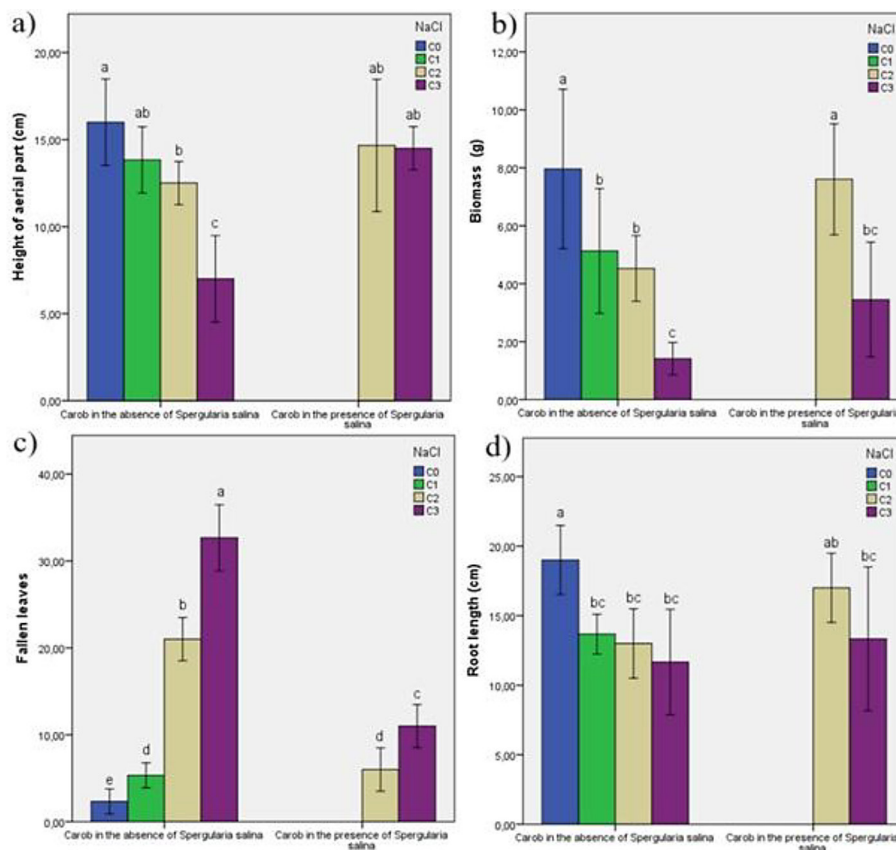 a)
NaCl
C0
C1
C2
C3
Height of aerial part (cm)
20,00
15,00
10,00
5,00
0,00
a
ab
b
c
ab
ab
Carob in the absence of Spergularia salina
Carob in the presence of Spergularia
salina
b)
NaCl
C0
C1
C2
C3
Biomass (g)
12,00
10,00
8,00
6,00
4,00
2,00
0,00
a
b
b
c
a
bc
Carob in the absence of Spergularia salina
Carob in the presence of Spergularia
salina
c)
NaCl
C0
C1
C2
C3
Fallen leaves
40,00
30,00
20,00
10,00
0,00
e
d
b
a
d
c
Carob in the absence of Spergularia salina
Carob in the presence of Spergularia
salina
d)
NaCl
C0
C1
C2
C3
Root length (cm)
25,00
20,00
15,00
10,00
5,00
0,00
a
bc
bc
bc
ab
bc
Carob in the absence of Spergularia salina
Carob in the presence of Spergularia
salina